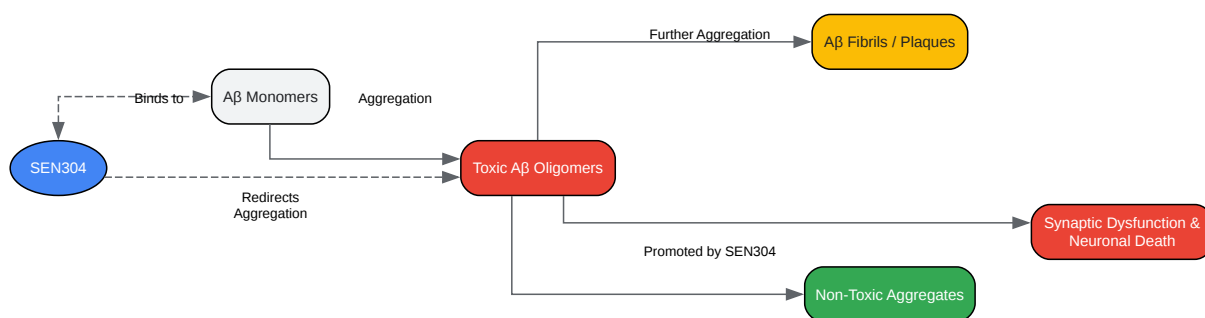 Further Aggregation
Aβ Fibrils / Plaques
Binds to
Aβ Monomers
Aggregation
SEN304
Toxic Aβ Oligomers
Redirects
Aggregation
Synaptic Dysfunction &
Neuronal Death
Promoted by SEN304
Non-Toxic Aggregates